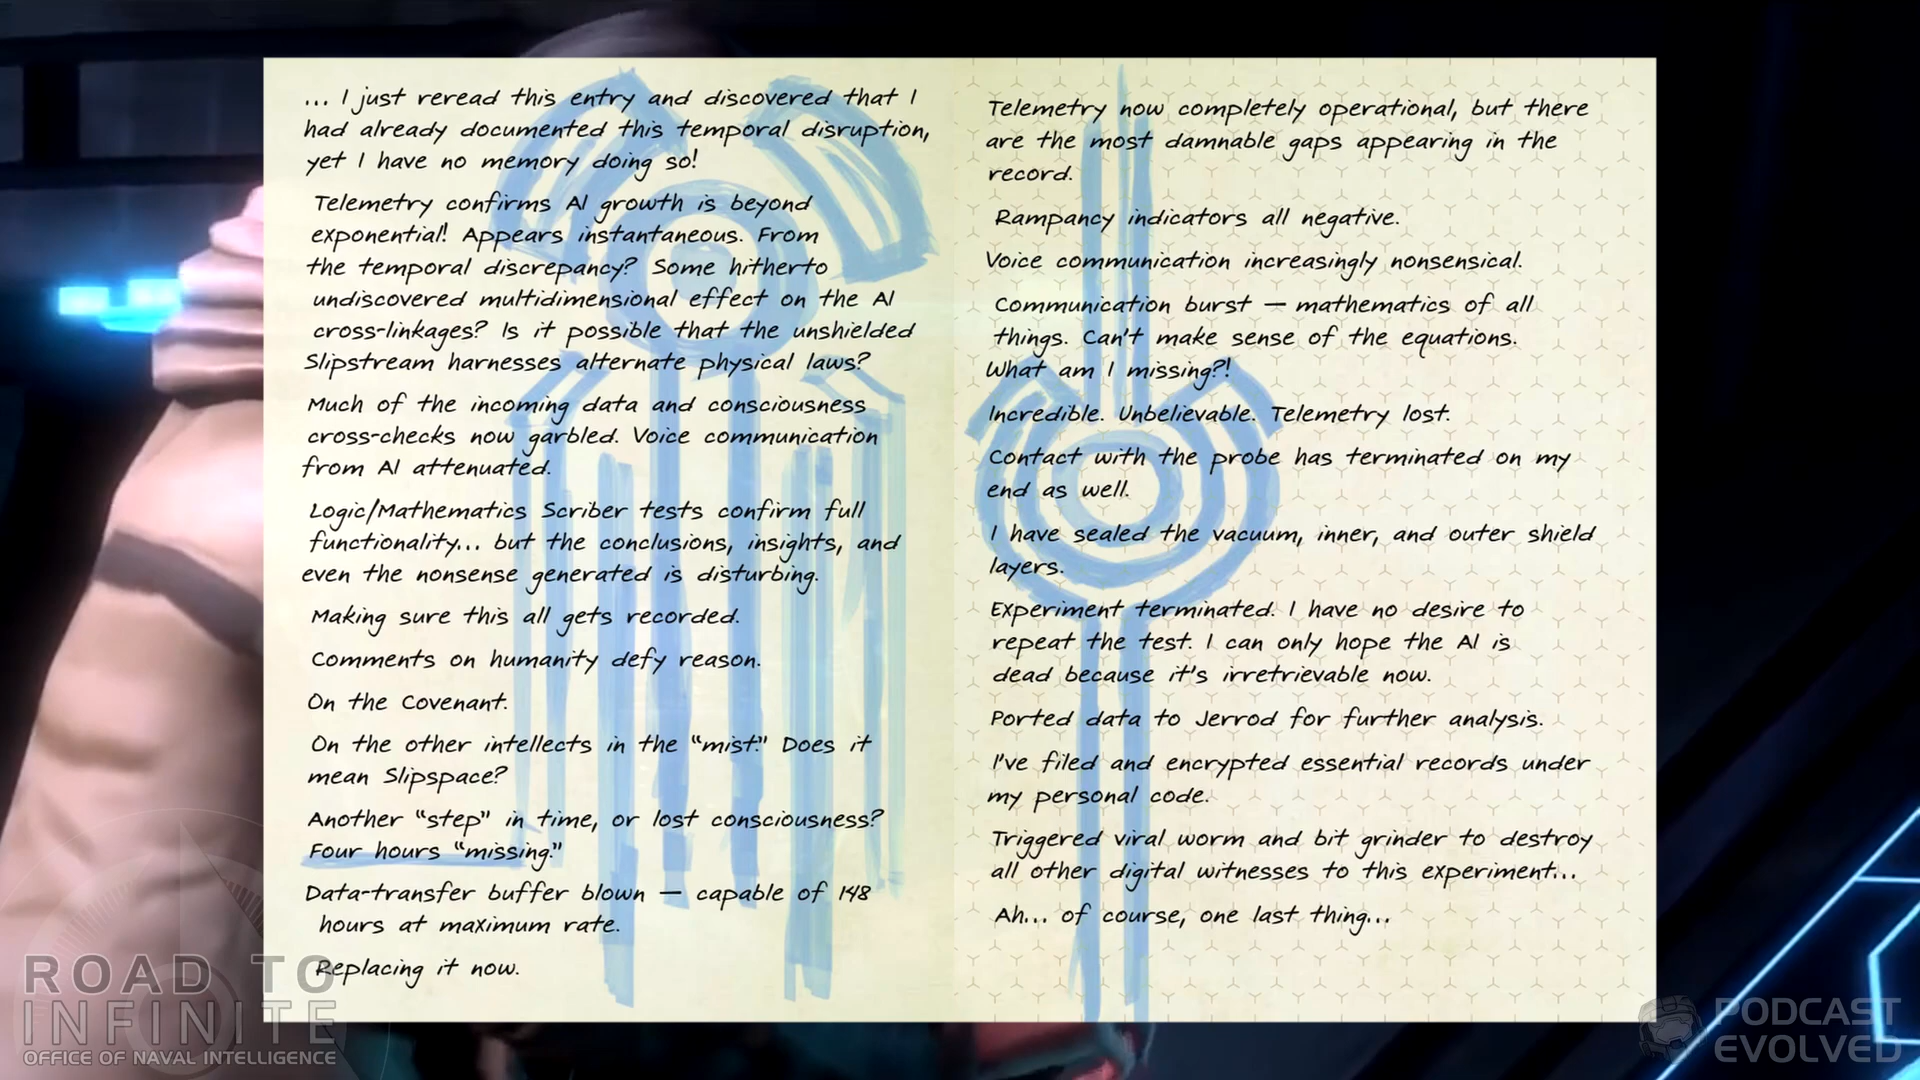 ... I just reread this entry and discovered that I
had already documented this temporal disruption,
yet I have no memory doing so!
Telemetry confirms AI growth is beyond
exponential! Appears instantaneous. From
the temporal discrepancy? Some hitherto
undiscovered multidimensional effect on the AI
cross-linkages? Is it possible that the unshielded
Slipstream harnesses alternate physical laws?
Much of the incoming data and consciousness
cross-checks now garbled. Voice communication
from AI attenuated.
Logic/Mathematics Scriber tests confirm full
functionality... but the conclusions, insights, and
even the nonsense generated is disturbing.
Making sure this all gets recorded.
Comments on humanity defy reason.
On the Covenant.
On the other intellects in the "mist." Does it
mean Slipspace?
Another "step" in time, or lost consciousness?
Four hours "missing."
Data-transfer buffer blown — capable of 148
hours at maximum rate.
Replacing it now.
Telemetry now completely operational, but there
are the most damnable gaps appearing in the
record.
Rampancy indicators all negative.
Voice communication increasingly nonsensical.
Communication burst — mathematics of all
things. Can't make sense of the equations.
What am I missing?!
Incredible. Unbelievable. Telemetry lost.
Contact with the probe has terminated on my
end as well.
I have sealed the vacuum, inner, and outer shield
layers.
Experiment terminated. I have no desire to
repeat the test. I can only hope the AI is
dead because it's irretrievable now.
Ported data to Jerrod for further analysis.
I've filed and encrypted essential records under
my personal code.
Triggered viral worm and bit grinder to destroy
all other digital witnesses to this experiment...
Ah... of course, one last thing...
ROAD TO
INFINITE
OFFICE OF NAVAL INTELLIGENCE
PODCAST
EVOLVED